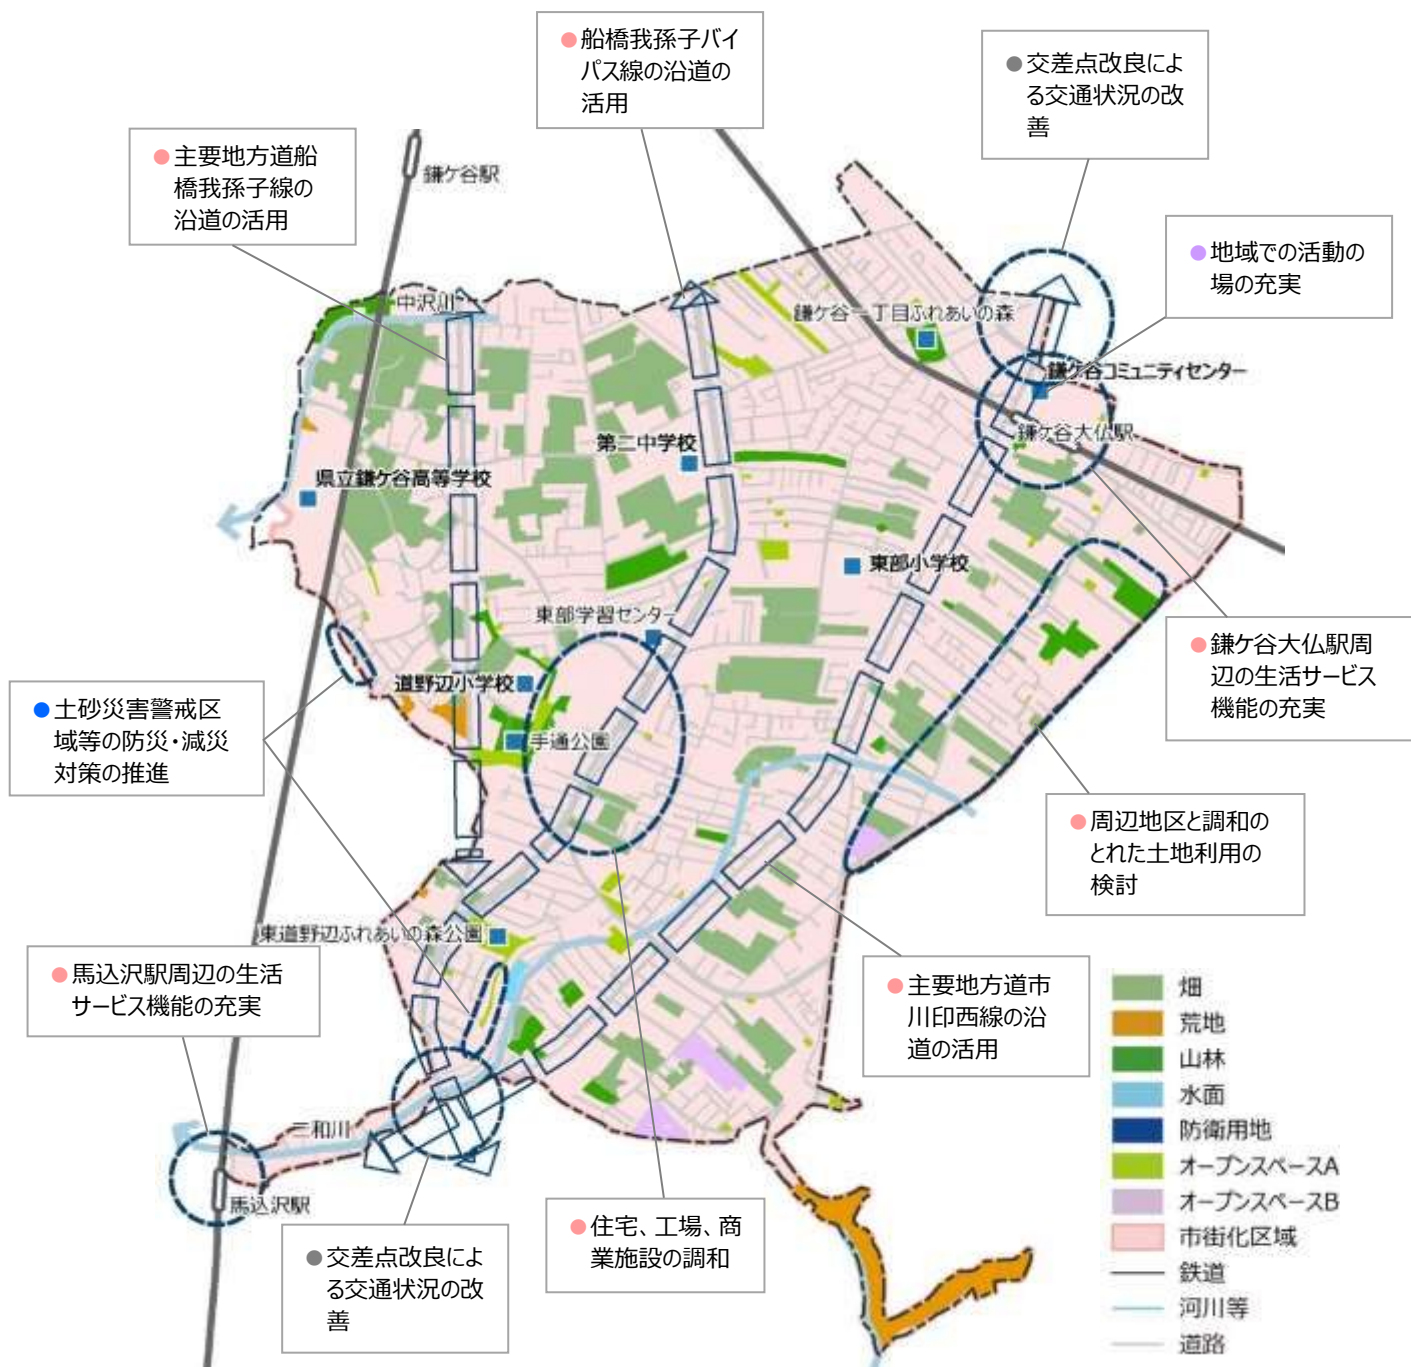 ●船橋我孫子バイ
パス線の沿道の
活用
●交差点改良によ
る交通状況の改
善
●主要地方道船
橋我孫子線の
沿道の活用
鎌ケ谷駅
●地域での活動の
場の充実
中沢川
鎌ケ谷一丁目ふれあいの森
鎌ケ谷コミュニティセンター
鎌ケ谷大仏駅
第二中学校
県立鎌ケ谷高等学校
東部小学校
東部学習センター
●鎌ケ谷大仏駅周
辺の生活サービス
機能の充実
道野辺小学校
●土砂災害警戒区
域等の防災・減災
対策の推進
手通公園
●周辺地区と調和の
とれた土地利用の
検討
東道野辺ふれあいの森公園
●馬込沢駅周辺の生活
サービス機能の充実
●主要地方道市
川印西線の沿
道の活用
三和川
馬込沢駅
●住宅、工場、商
業施設の調和
●交差点改良によ
る交通状況の改
善
畑
荒地
山林
水面
防衛用地
オープンスペースA
オープンスペースB
市街化区域
鉄道
河川等
道路